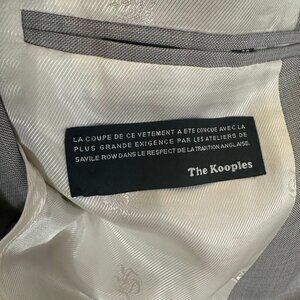 LA COUPE DE CE VETEMENT A ETE CONCUE AVEC LA
PLUS GRANDE EXIGENCE PAR LES ATELIERS DE
SAVILE ROW DANS LE RESPECT DE LA TRADITION ANGLAISE.
The Kooples